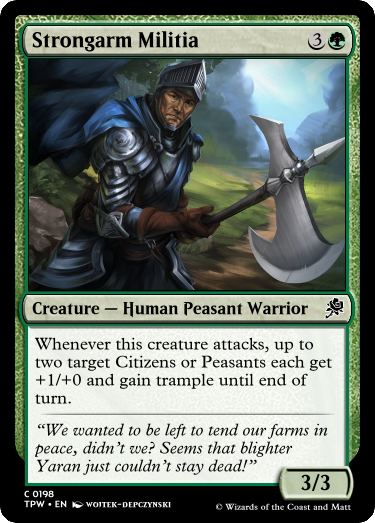 Strongarm Militia 3
Creature — Human Peasant Warrior
Whenever this creature attacks, up to
two target Citizens or Peasants each get
+1/+0 and gain trample until end of
turn.
“We wanted to be left to tend our farms in
peace, didn’t we? Seems that blighter
Yaran just couldn’t stay dead!”
3/3
C 0198
TPW • EN WOJTEK-DEPCZYNSKI
© Wizards of the Coast and Matt